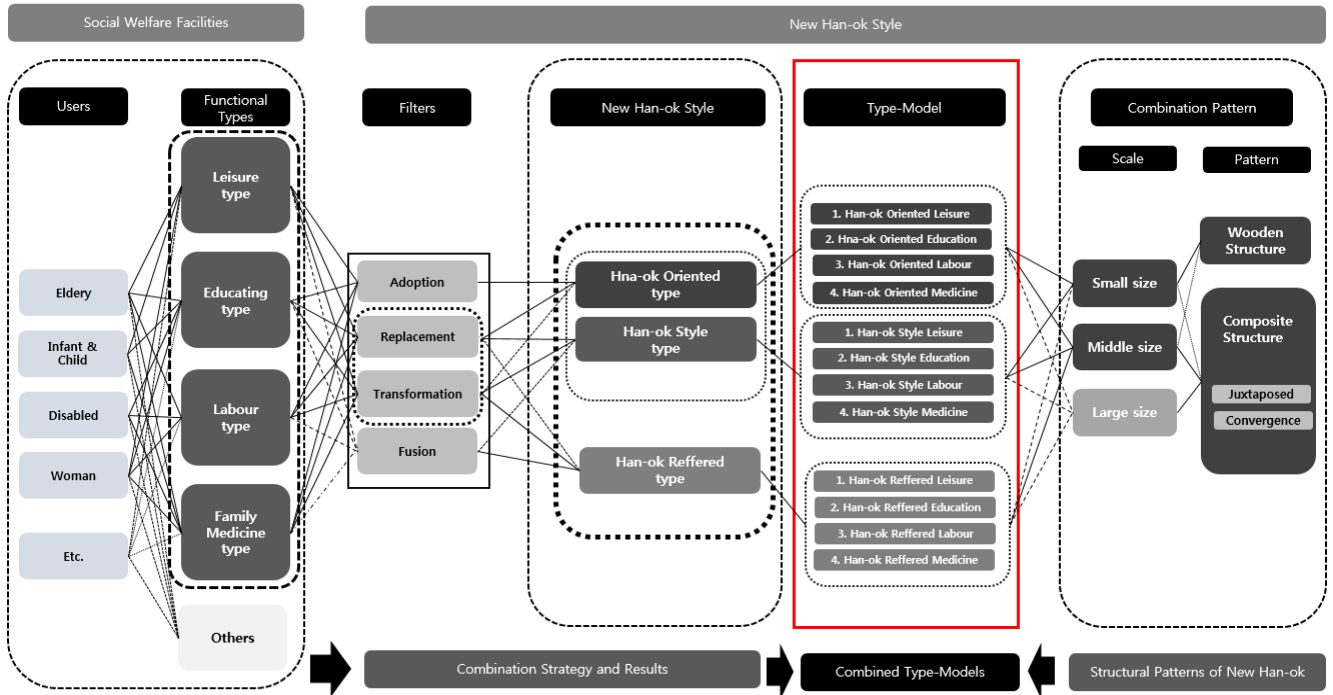 Social Welfare Facilities
New Han-ok Style
Users
Functional
Types
Filters
New Han-ok Style
Type-Model
Combination Pattern
Scale
Pattern
Leisure
type
Educating
type
Labour
type
Family
Medicine
type
Others
Eldery
Infant &
Child
Disabled
Woman
Etc.
Adoption
Replacement
Transformation
Fusion
Hna-ok Oriented
type
Han-ok Style
type
Han-ok Reffered
type
1. Han-ok Oriented Leisure
2. Hna-ok Oriented Education
3. Han-ok Oriented Labour
4. Han-ok Oriented Medicine
1. Han-ok Style Leisure
2. Han-ok Style Education
3. Han-ok Style Labour
4. Han-ok Style Medicine
1. Han-ok Reffered Leisure
2. Han-ok Reffered Education
3. Han-ok Reffered Labour
4. Han-ok Reffered Medicine
Small size
Middle size
Large size
Wooden
Structure
Composite
Structure
Juxtaposed
Convergence
Combination Strategy and Results
Combined Type-Models
Structural Patterns of New Han-ok